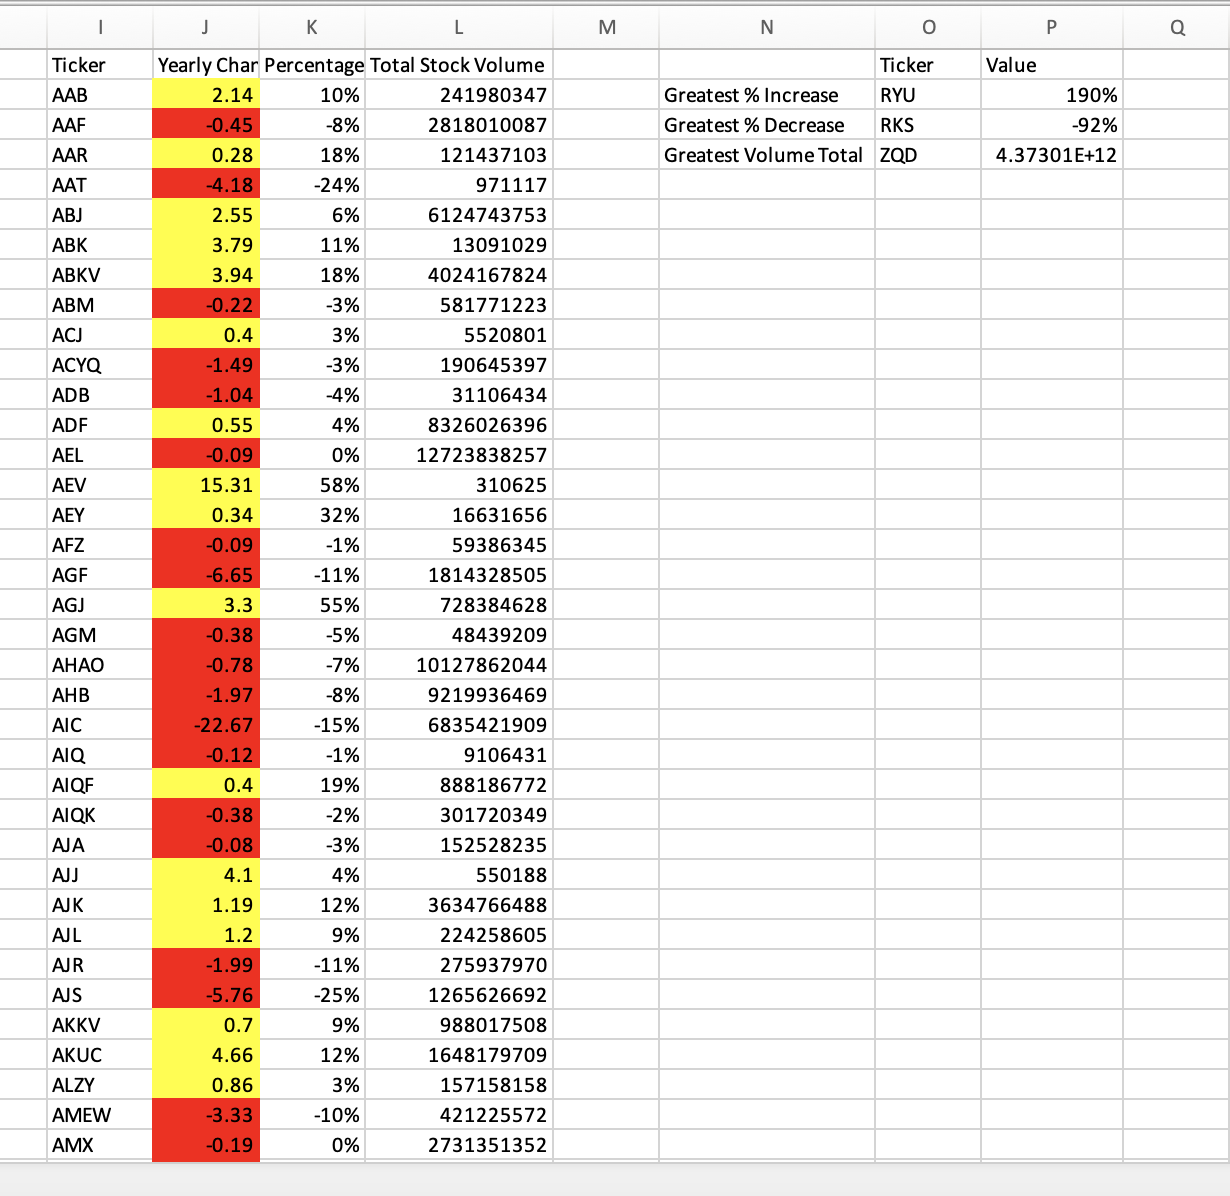 I J K L M N O P Q
Ticker Yearly Char Percentage Total Stock Volume Ticker Value
AAB 2.14 10% 241980347 Greatest % Increase RYU 190%
AAF -0.45 -8% 2818010087 Greatest % Decrease RKS -92%
AAR 0.28 18% 121437103 Greatest Volume Total ZQD 4.37301E+12
AAT -4.18 -24% 971117
ABJ 2.55 6% 6124743753
ABK 3.79 11% 13091029
ABKV 3.94 18% 4024167824
ABM -0.22 -3% 581771223
ACJ 0.4 3% 5520801
ACYQ -1.49 -3% 190645397
ADB -1.04 -4% 31106434
ADF 0.55 4% 8326026396
AEL -0.09 0% 12723838257
AEV 15.31 58% 310625
AEY 0.34 32% 16631656
AFZ -0.09 -1% 59386345
AGF -6.65 -11% 1814328505
AGJ 3.3 55% 728384628
AGM -0.38 -5% 48439209
AHAO -0.78 -7% 10127862044
AHB -1.97 -8% 9219936469
AIC -22.67 -15% 6835421909
AIQ -0.12 -1% 9106431
AIQF 0.4 19% 888186772
AIQK -0.38 -2% 301720349
AJA -0.08 -3% 152528235
AJJ 4.1 4% 550188
AJK 1.19 12% 3634766488
AJL 1.2 9% 224258605
AJR -1.99 -11% 275937970
AJS -5.76 -25% 1265626692
AKKV 0.7 9% 988017508
AKUC 4.66 12% 1648179709
ALZY 0.86 3% 157158158
AMEW -3.33 -10% 421225572
AMX -0.19 0% 2731351352